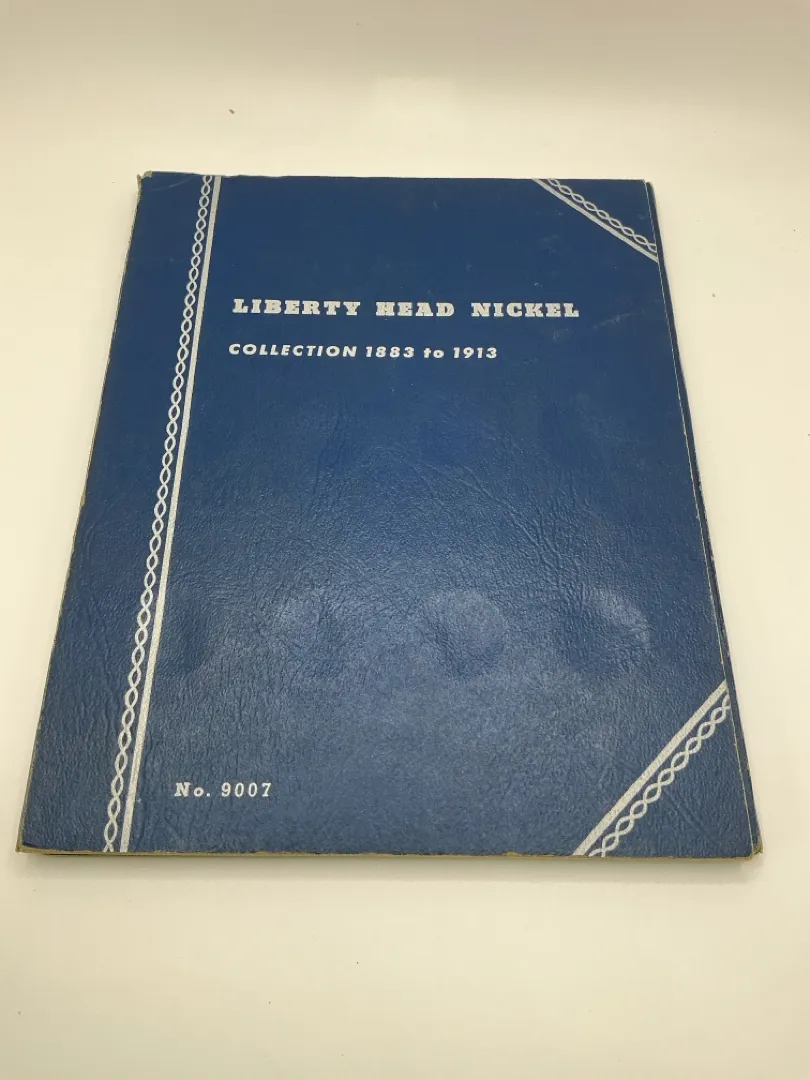 LIBERTY HEAD NICKEL
COLLECTION 1883 to 1913
No. 9007